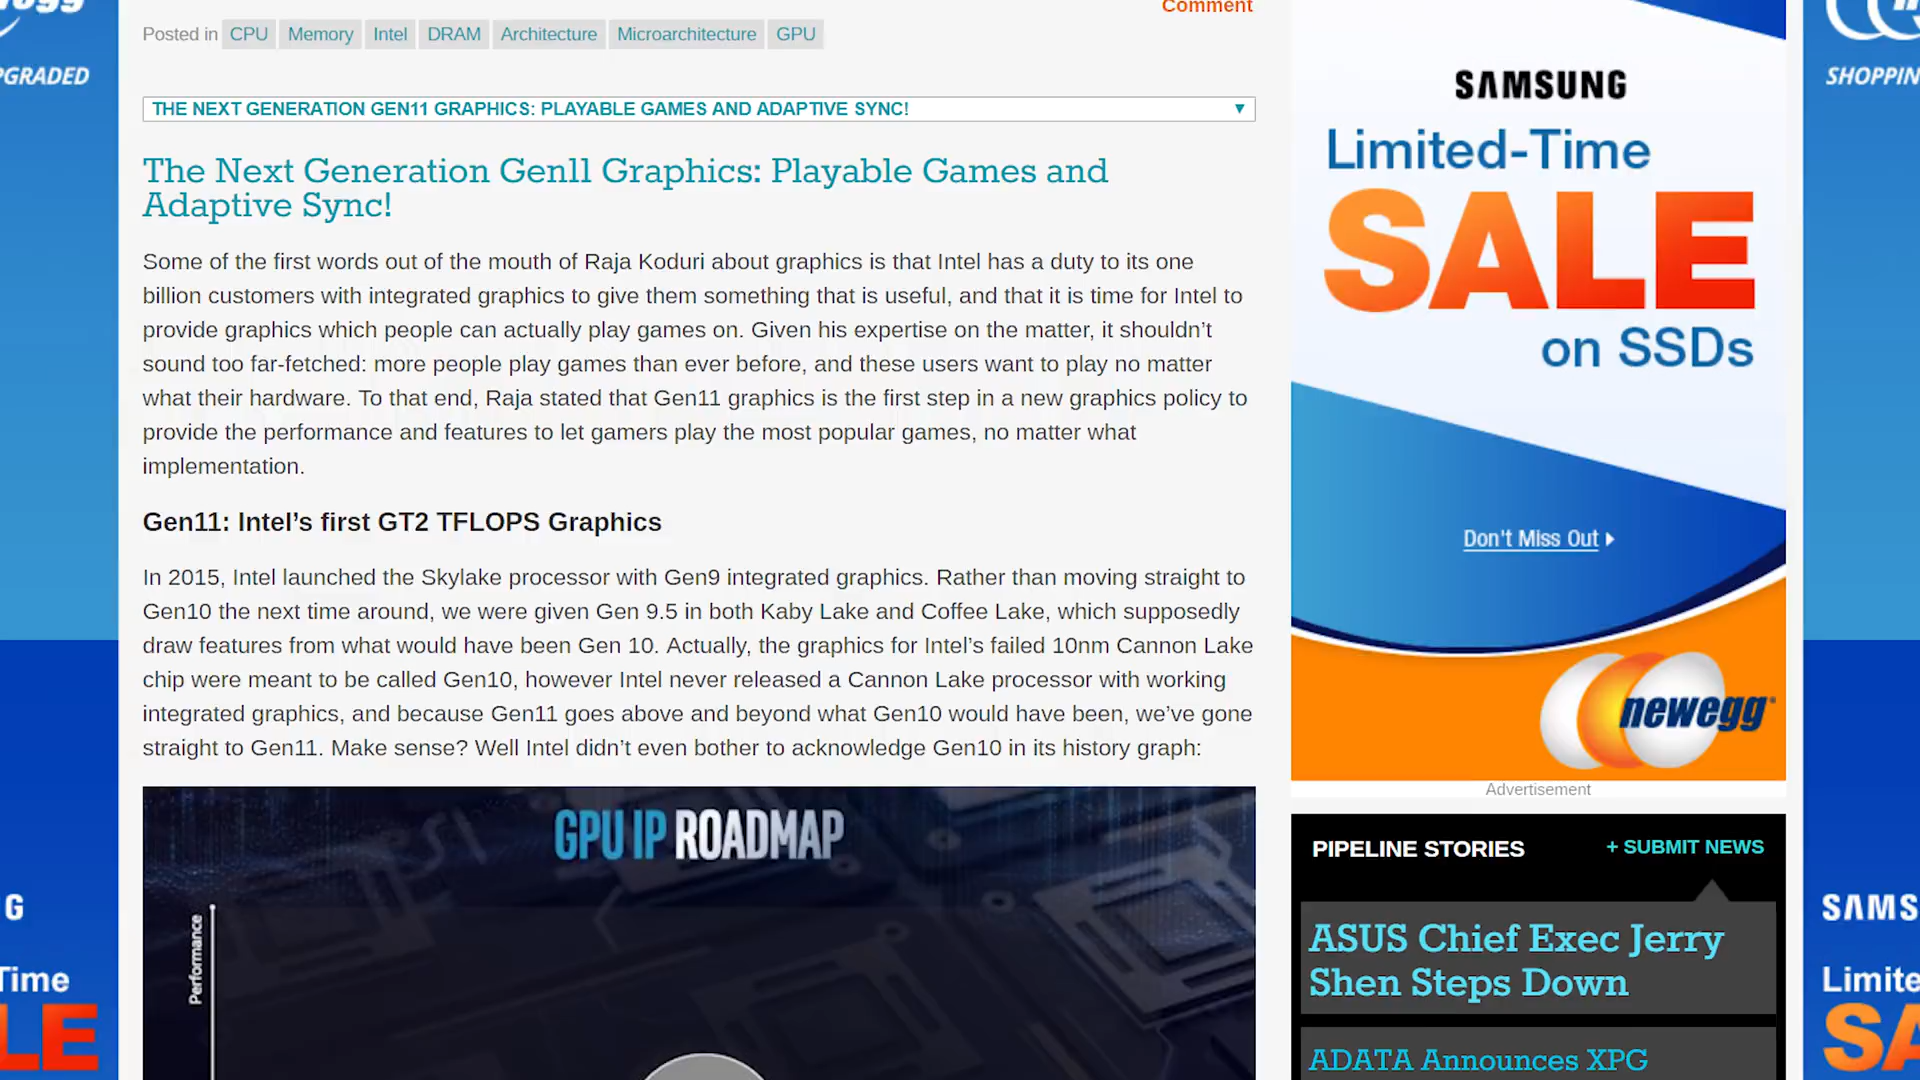 Comment
PGRADED
SHOPPIN
Posted in CPU Memory Intel DRAM Architecture Microarchitecture GPU
THE NEXT GENERATION GEN11 GRAPHICS: PLAYABLE GAMES AND ADAPTIVE SYNC!
The Next Generation Gen11 Graphics: Playable Games and
Adaptive Sync!
Some of the first words out of the mouth of Raja Koduri about graphics is that Intel has a duty to its one
billion customers with integrated graphics to give them something that is useful, and that it is time for Intel to
provide graphics which people can actually play games on. Given his expertise on the matter, it shouldn’t
sound too far-fetched: more people play games than ever before, and these users want to play no matter
what their hardware. To that end, Raja stated that Gen11 graphics is the first step in a new graphics policy to
provide the performance and features to let gamers play the most popular games, no matter what
implementation.
Gen11: Intel’s first GT2 TFLOPS Graphics
In 2015, Intel launched the Skylake processor with Gen9 integrated graphics. Rather than moving straight to
Gen10 the next time around, we were given Gen 9.5 in both Kaby Lake and Coffee Lake, which supposedly
draw features from what would have been Gen 10. Actually, the graphics for Intel’s failed 10nm Cannon Lake
chip were meant to be called Gen10, however Intel never released a Cannon Lake processor with working
integrated graphics, and because Gen11 goes above and beyond what Gen10 would have been, we’ve gone
straight to Gen11. Make sense? Well Intel didn’t even bother to acknowledge Gen10 in its history graph:
GPU IP ROADMAP
Performance
SAMSUNG
Limited-Time
SALE
on SSDs
Don't Miss Out
newegg
Advertisement
PIPELINE STORIES
+ SUBMIT NEWS
ASUS Chief Exec Jerry
Shen Steps Down
ADATA Announces XPG
G
Time
LE
SAMS
Limite
SA